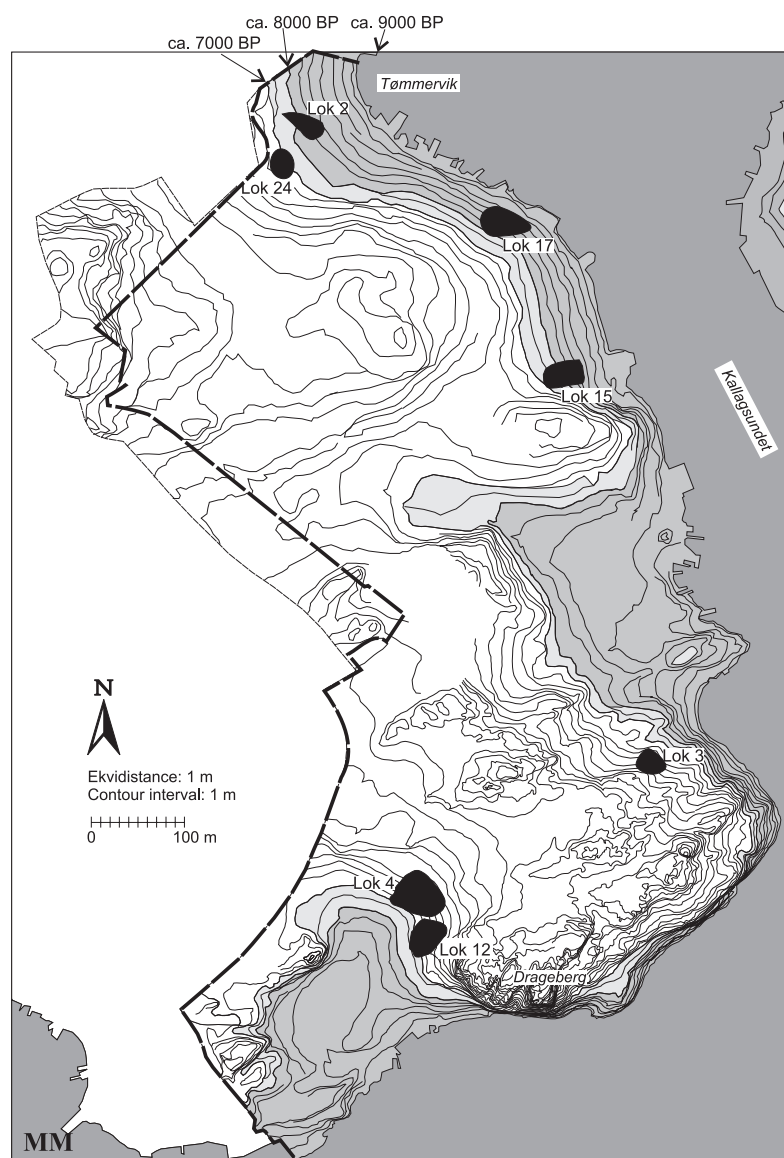 ca. 9000 BP
ca. 8000 BP
ca. 7000 BP
Tømmervik
Lok 2
Lok 24
Lok 17
Kallagsundet
Lok 15
N
Lok 3
Ekvidistance: 1 m
Contour interval: 1 m
0 100 m
Lok 4
Lok 12
Drageberg
MM